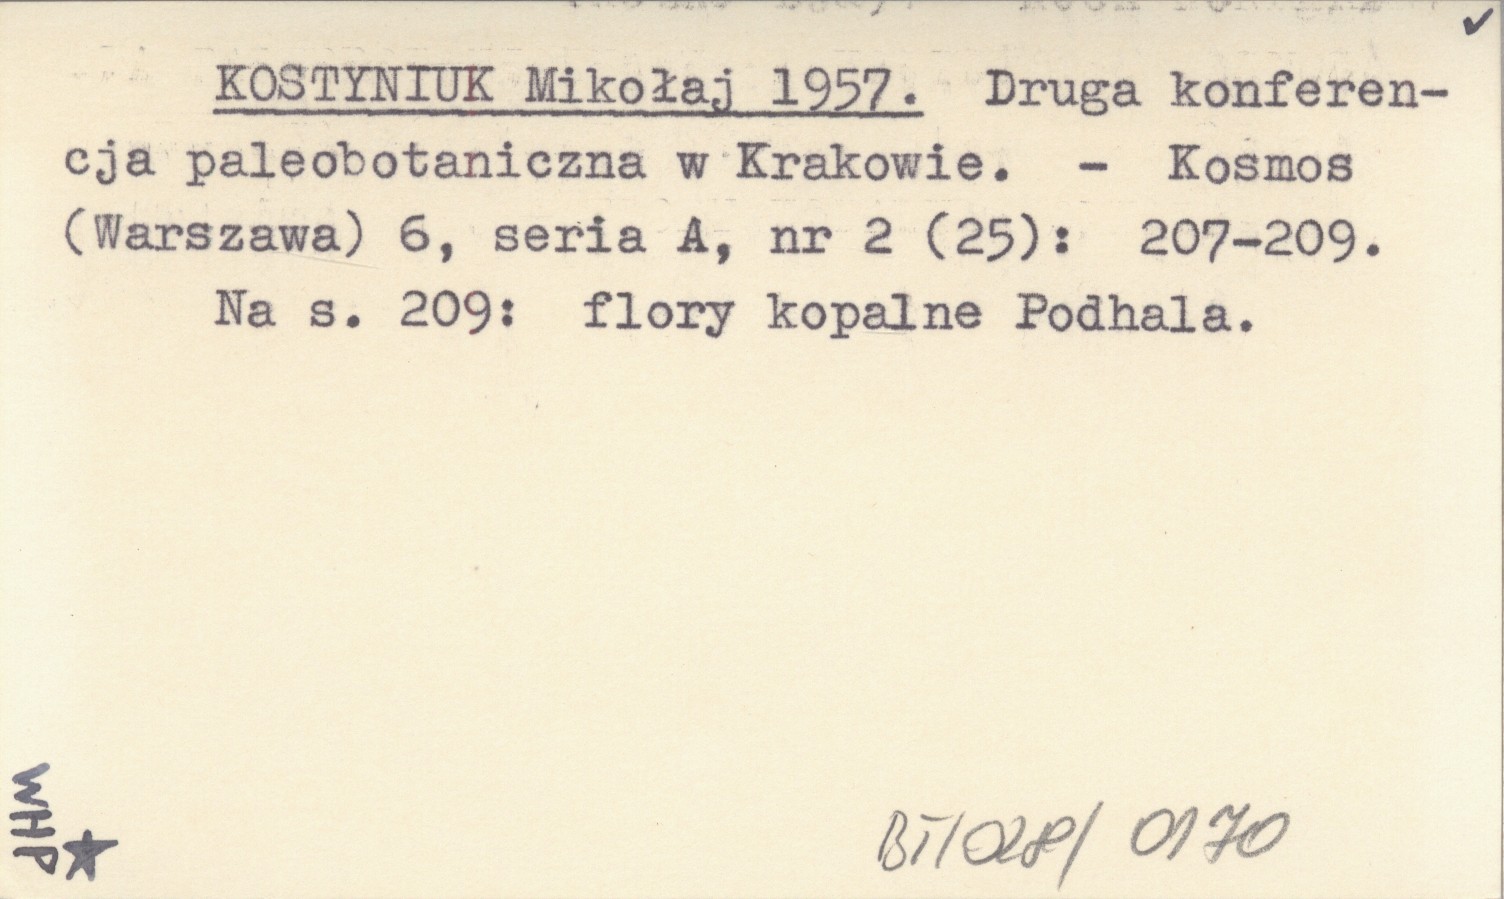 ✓
KOSTYNIUK Mikołaj 1957. Druga konferen-
cja paleobotaniczna w Krakowie. - Kosmos
(Warszawa) 6, seria A, nr 2 (25): 207-209.
Na s. 209: flory kopalne Podhala.
WHP ★
BT/028/ 0170